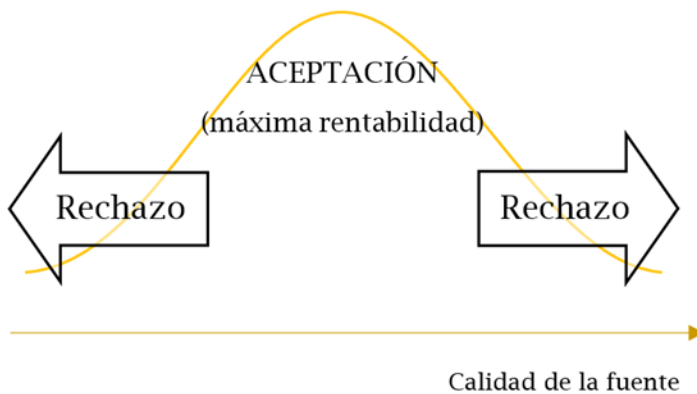 ACEPTACIÓN
(máxima rentabilidad)
Rechazo
Rechazo
Calidad de la fuente